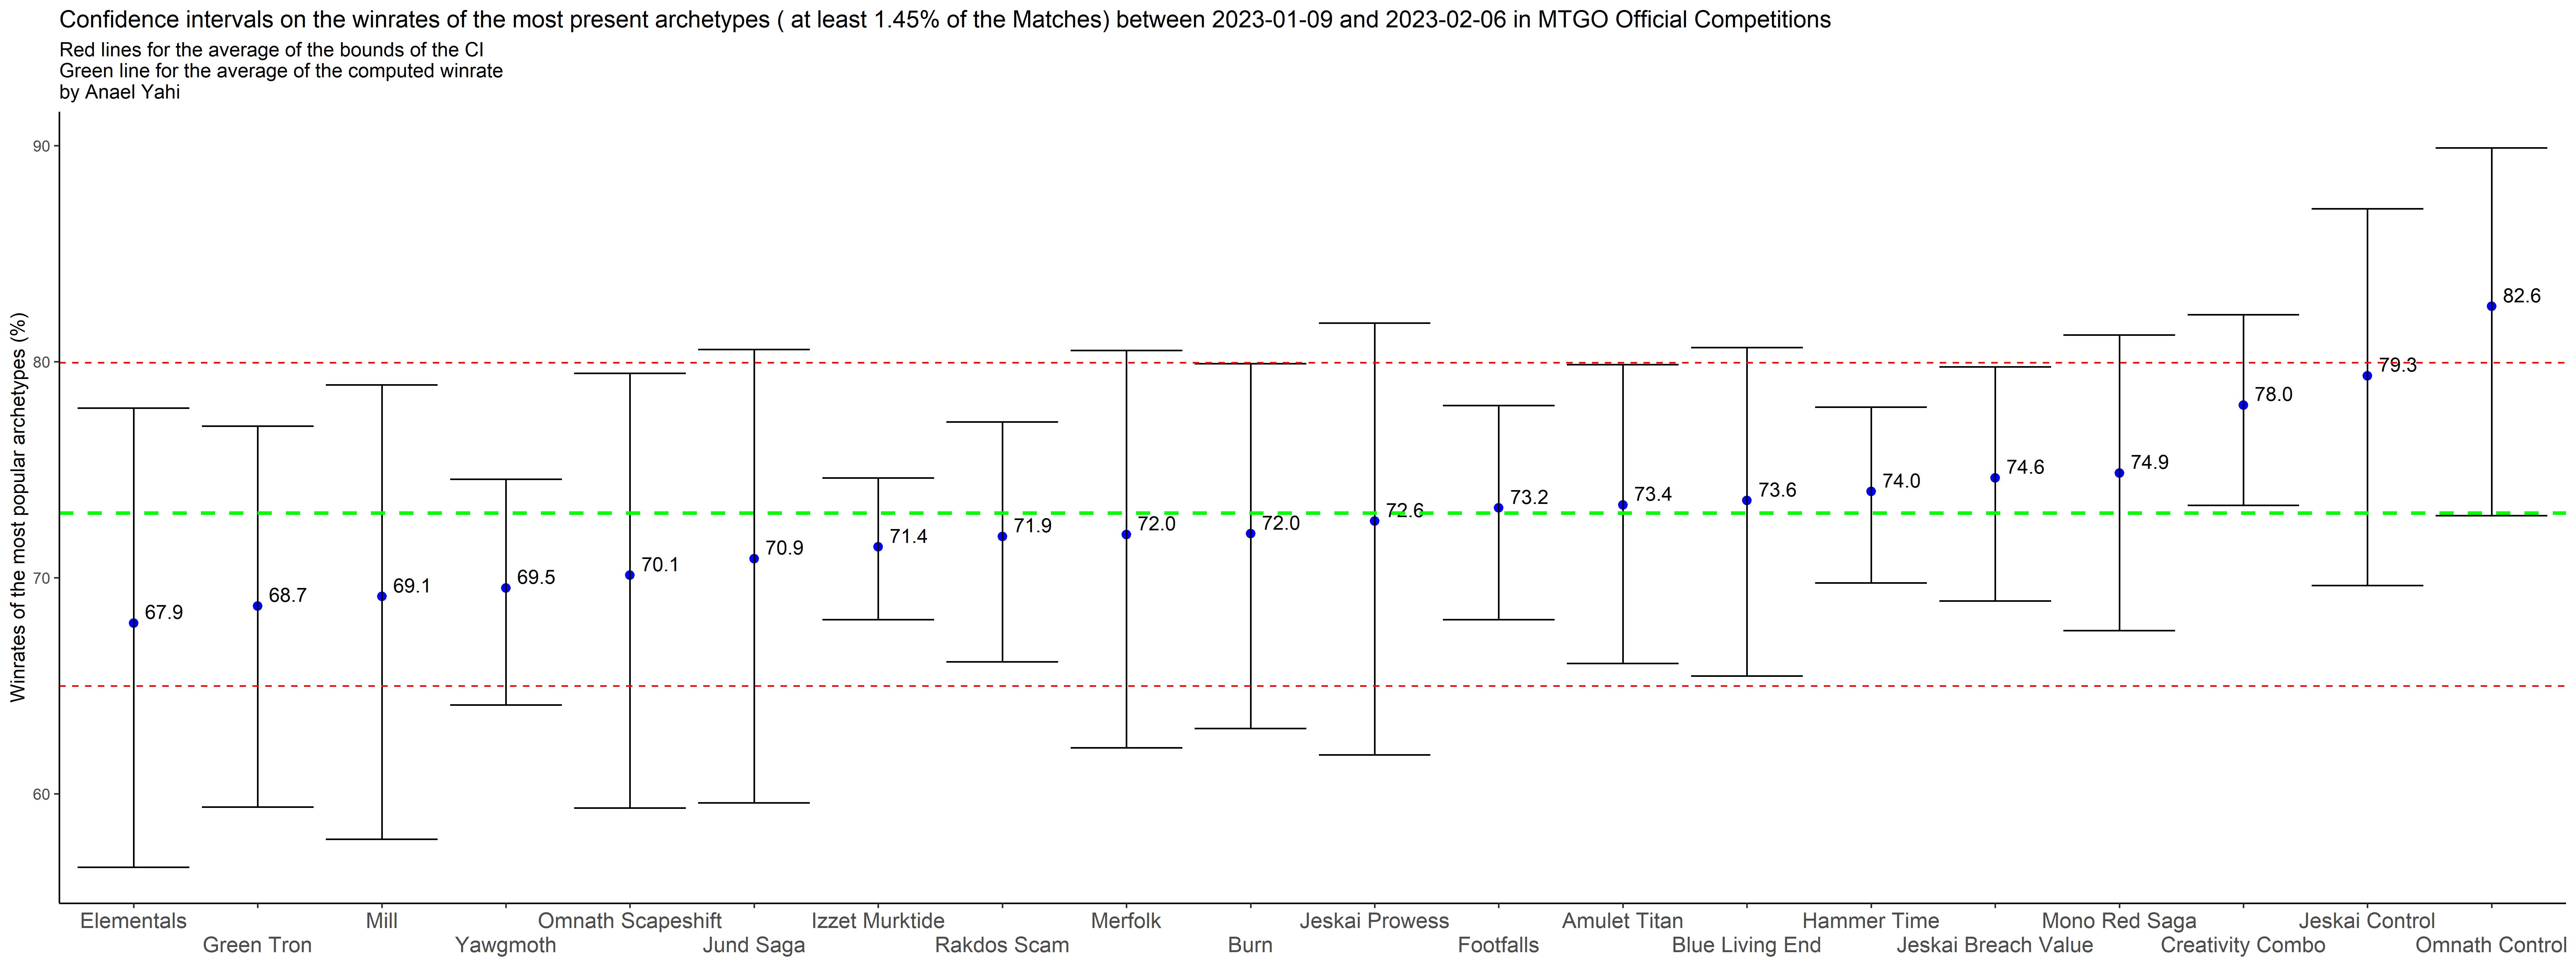 Confidence intervals on the winrates of the most present archetypes ( at least 1.45% of the Matches) between 2023-01-09 and 2023-02-06 in MTGO Official Competitions
Red lines for the average of the bounds of the CI
Green line for the average of the computed winrate
by Anael Yahi
Winrates of the most popular archetypes (%)
90
80
70
60
67.9
68.7
69.1
69.5
70.1
70.9
71.4
71.9
72.0
72.0
72.6
73.2
73.4
73.6
74.0
74.6
74.9
78.0
79.3
82.6
Elementals
Green Tron
Mill
Yawgmoth
Omnath Scapeshift
Jund Saga
Izzet Murktide
Rakdos Scam
Merfolk
Burn
Jeskai Prowess
Footfalls
Amulet Titan
Blue Living End
Hammer Time
Jeskai Breach Value
Mono Red Saga
Creativity Combo
Jeskai Control
Omnath Control